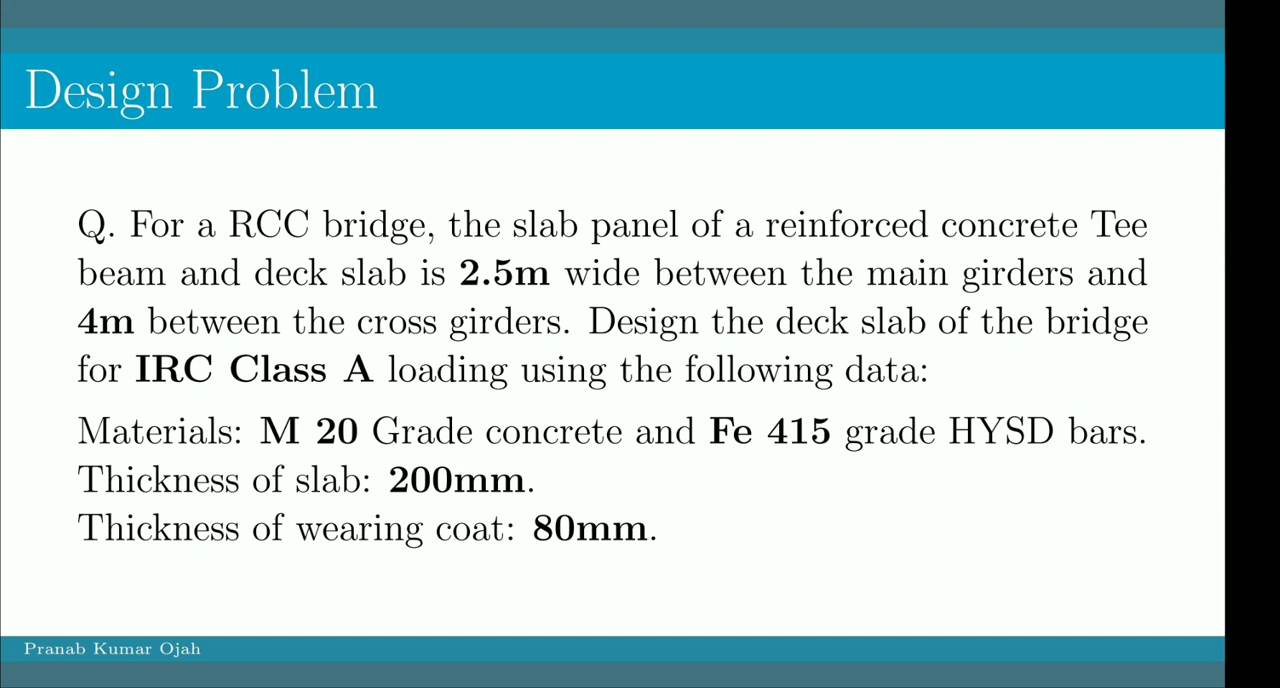 Design Problem
Q. For a RCC bridge, the slab panel of a reinforced concrete Tee
beam and deck slab is 2.5m wide between the main girders and
4m between the cross girders. Design the deck slab of the bridge
for IRC Class A loading using the following data:
Materials: M 20 Grade concrete and Fe 415 grade HYSD bars.
Thickness of slab: 200mm.
Thickness of wearing coat: 80mm.
Pranab Kumar Ojah